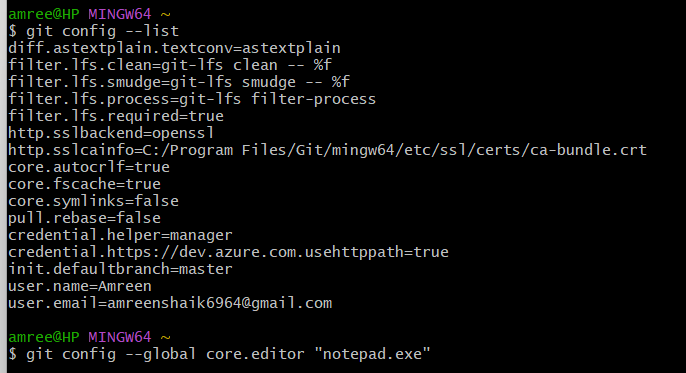 amree@HP MINGW64 ~
$ git config --list
diff.astextplain.textconv=astextplain
filter.lfs.clean=git-lfs clean -- %f
filter.lfs.smudge=git-lfs smudge -- %f
filter.lfs.process=git-lfs filter-process
filter.lfs.required=true
http.sslbackend=openssl
http.sslcainfo=C:/Program Files/Git/mingw64/etc/ssl/certs/ca-bundle.crt
core.autocrlf=true
core.fscache=true
core.symlinks=false
pull.rebase=false
credential.helper=manager
credential.https://dev.azure.com.usehttppath=true
init.defaultbranch=master
user.name=Amreen
user.email=amreenshaik6964@gmail.com
amree@HP MINGW64 ~
$ git config --global core.editor "notepad.exe"